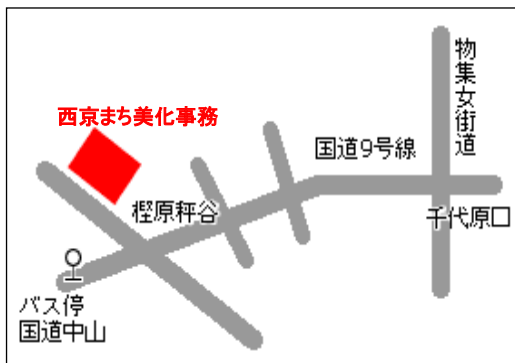 西京まち美化事務
物集女街道
国道9号線
樫原秤谷
千代原口
バス停
国道中山